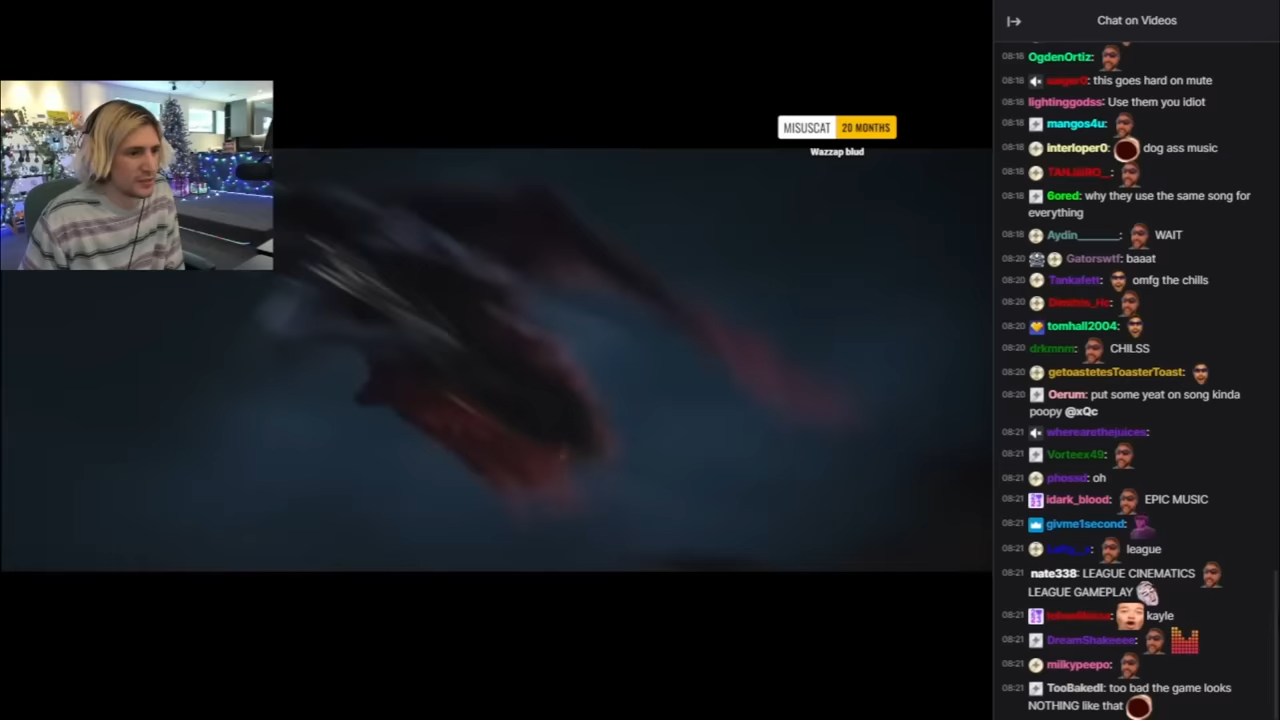 Chat on Videos
08:18 OgdenOrtiz:
08:18 : this goes hard on mute
08:18 lightinggodss: Use them you idiot
08:18 mangos4u:
08:18 interloper0: dog ass music
08:18
08:18 6ored: why they use the same song for
everything
08:18 Aydin______: WAIT
08:20 Gatorswtf: baaat
08:20 Tankafett: omfg the chills
08:20
08:20 tomhall2004:
08:20 drkmnm: CHILSS
08:20 getoastetesToasterToast:
08:20 Oerum: put some yeat on song kinda
poopy @xQc
08:21 wherearethejuices:
08:21 Vorteex49:
08:21 phosxd: oh
08:21 idark_blood: EPIC MUSIC
08:21 givme1second:
08:21 : league
08:21 nate338: LEAGUE CINEMATICS
LEAGUE GAMEPLAY
08:21 : kayle
08:21 DreamShakeeee:
08:21 milkypeepo:
08:21 TooBakedI: too bad the game looks
NOTHING like that
MISUSCAT 20 MONTHS
Wazzap blud